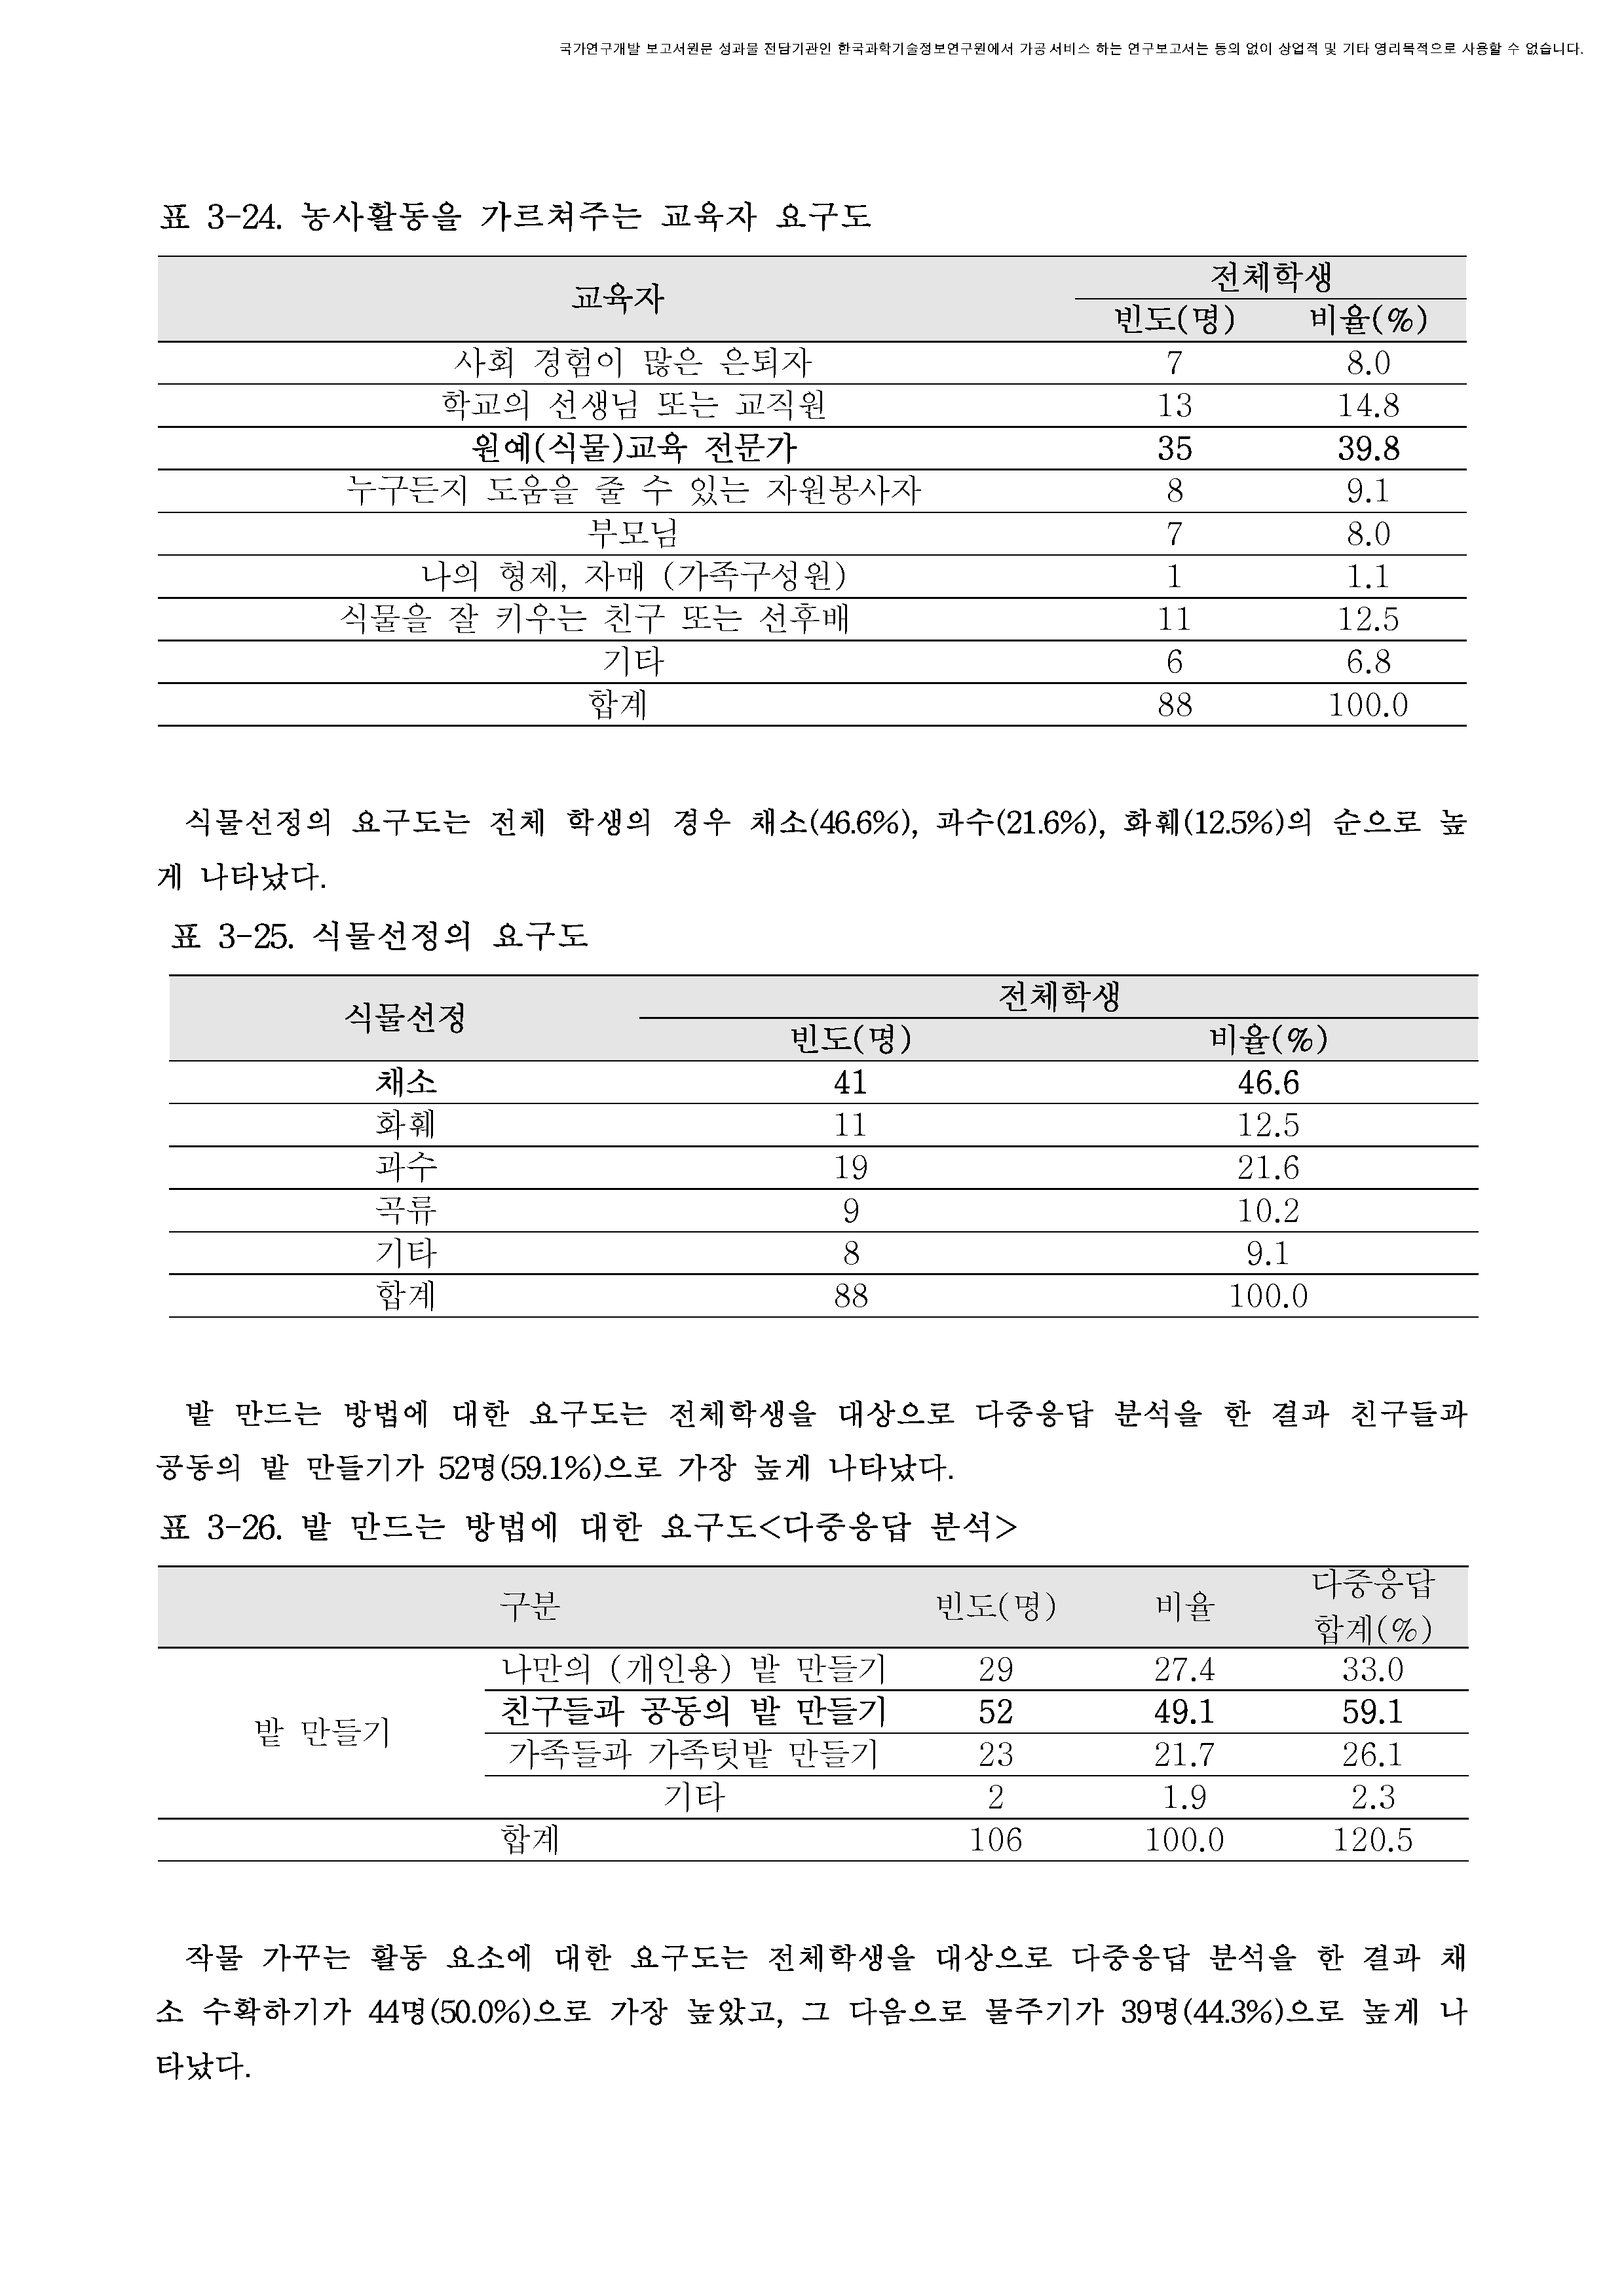 국가연구개발 보고서원문 성과물 전담기관인 한국과학기술정보연구원에서 가공·서비스 하는 연구보고서는 동의 없이 상업적 및 기타 영리목적으로 사용할 수 없습니다.
표 3-24. 농사활동을 가르쳐주는 교육자 요구도
교육자 전체학생
빈도(명) 비율(%)
사회 경험이 많은 은퇴자 7 8.0
학교의 선생님 또는 교직원 13 14.8
원예(식물)교육 전문가 35 39.8
누구든지 도움을 줄 수 있는 자원봉사자 8 9.1
부모님 7 8.0
나의 형제, 자매 (가족구성원) 1 1.1
식물을 잘 키우는 친구 또는 선후배 11 12.5
기타 6 6.8
합계 88 100.0
식물선정의 요구도는 전체 학생의 경우 채소(46.6%), 과수(21.6%), 화훼(12.5%)의 순으로 높
게 나타났다.
표 3-25. 식물선정의 요구도
식물선정 전체학생
빈도(명) 비율(%)
채소 41 46.6
화훼 11 12.5
과수 19 21.6
곡류 9 10.2
기타 8 9.1
합계 88 100.0
밭 만드는 방법에 대한 요구도는 전체학생을 대상으로 다중응답 분석을 한 결과 친구들과
공동의 밭 만들기가 52명(59.1%)으로 가장 높게 나타났다.
표 3-26. 밭 만드는 방법에 대한 요구도<다중응답 분석>
구분 빈도(명) 비율 다중응답
합계(%)
밭 만들기 나만의 (개인용) 밭 만들기 29 27.4 33.0
친구들과 공동의 밭 만들기 52 49.1 59.1
가족들과 가족텃밭 만들기 23 21.7 26.1
기타 2 1.9 2.3
합계 106 100.0 120.5
작물 가꾸는 활동 요소에 대한 요구도는 전체학생을 대상으로 다중응답 분석을 한 결과 채
소 수확하기가 44명(50.0%)으로 가장 높았고, 그 다음으로 물주기가 39명(44.3%)으로 높게 나
타났다.